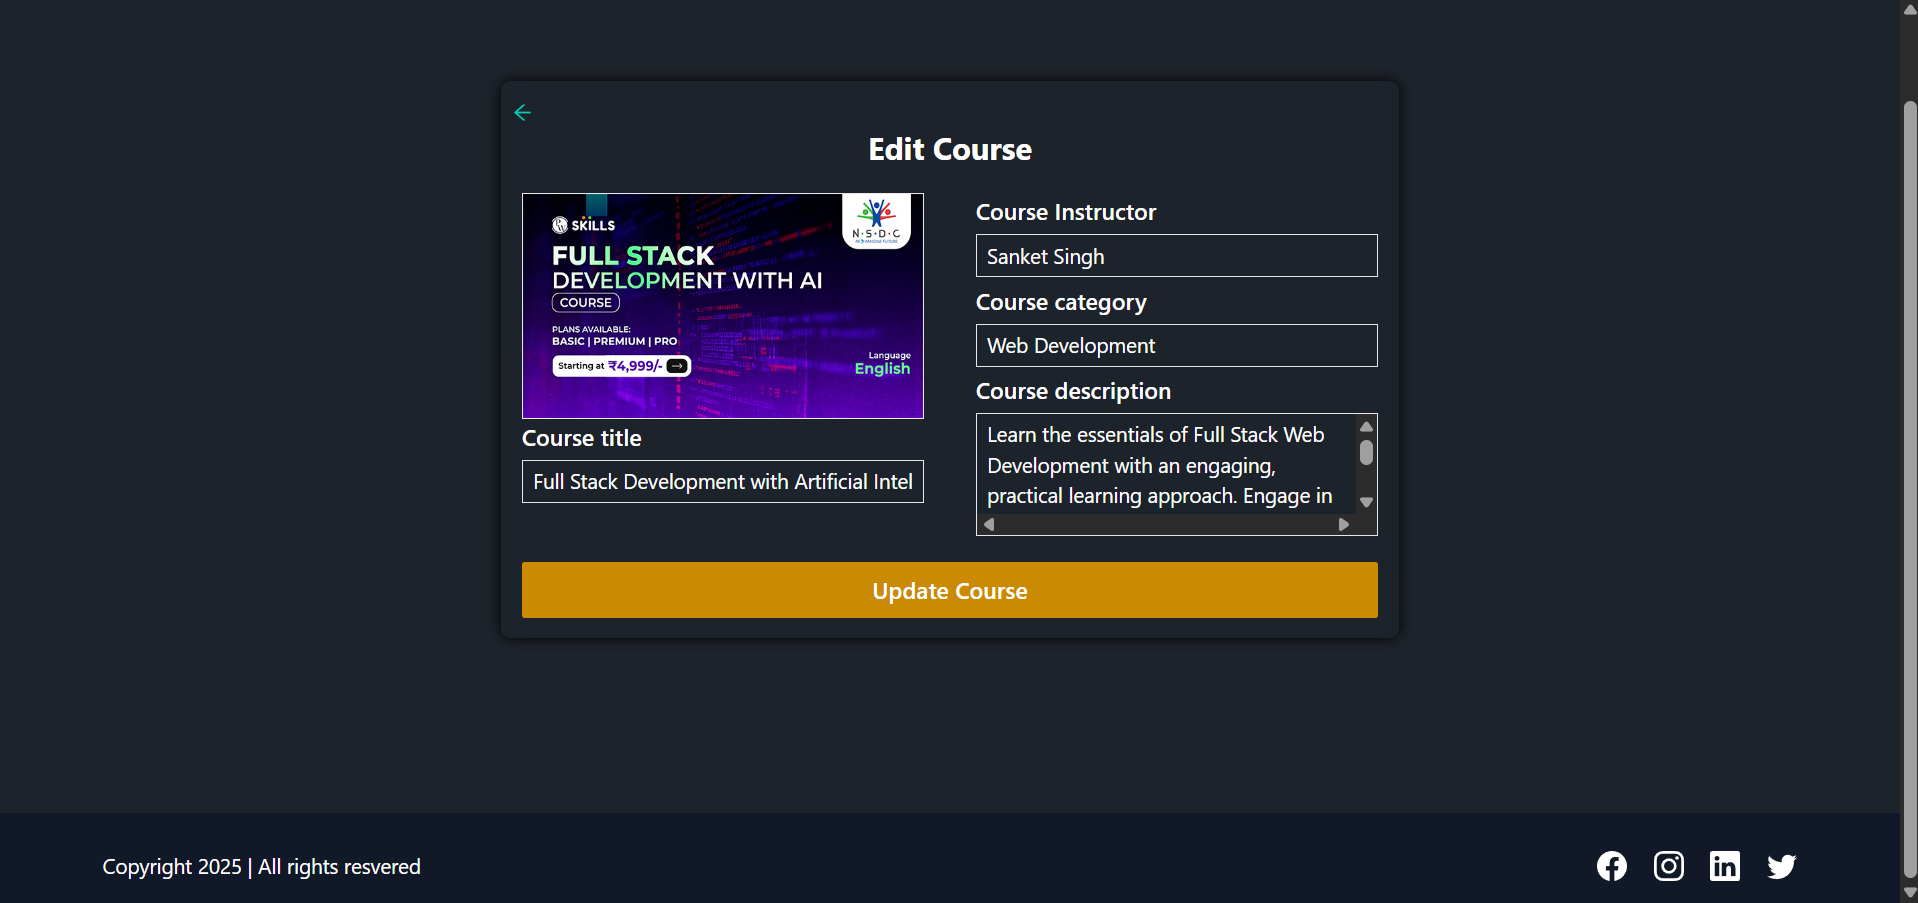 Edit Course
SKILLS
N·S·D·C
RE IMAGINE FUTURE
FULL STACK
DEVELOPMENT WITH AI
COURSE
PLANS AVAILABLE:
BASIC | PREMIUM | PRO
Starting at ₹4,999/-
Language
English
Course title
Full Stack Development with Artificial Intel
Course Instructor
Sanket Singh
Course category
Web Development
Course description
Learn the essentials of Full Stack Web
Development with an engaging,
practical learning approach. Engage in
Update Course
Copyright 2025 | All rights resvered